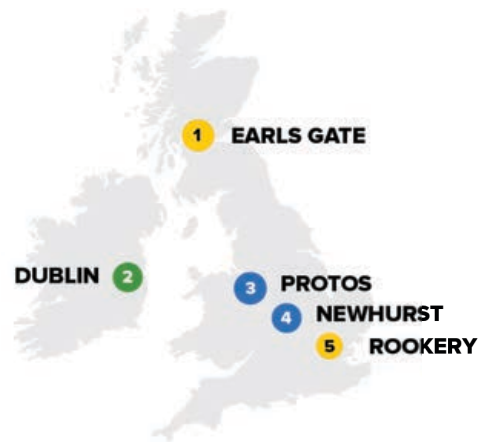 1 EARLS GATE
DUBLIN 2
3 PROTOS
4 NEWHURST
5 ROOKERY